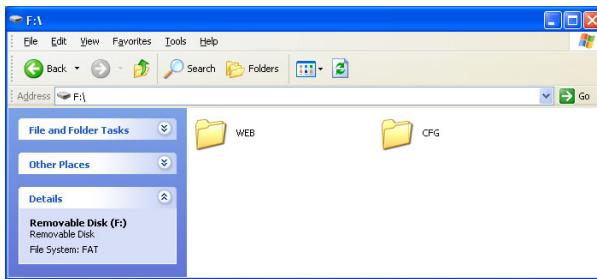 F:\
File Edit View Favorites Tools Help
Back Search Folders
Address F:\ Go
File and Folder Tasks
Other Places
Details
Removable Disk (F:)
Removable Disk
File System: FAT
WEB CFG